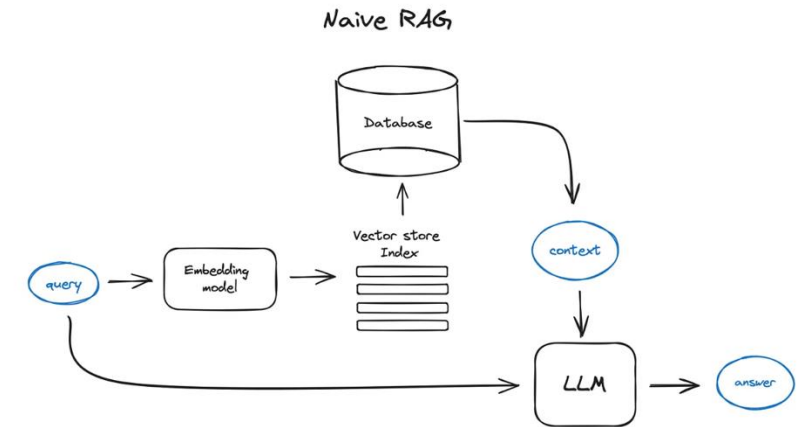 Naive RAG
Database
Vector store
Index
context
query
Embedding
model
LLM
answer